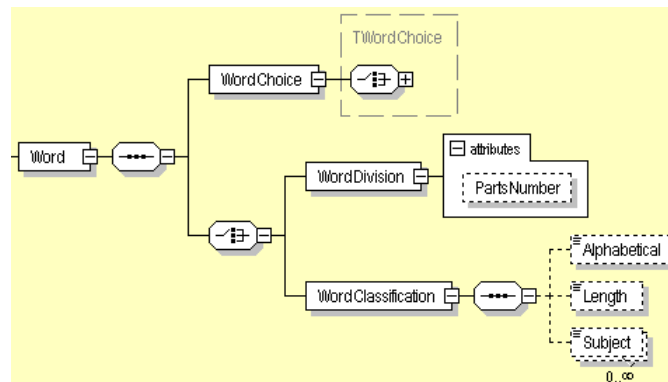 TWordChoice
WordChoice
Word
attributes
WordDivision
PartsNumber
Alphabetical
WordClassification
Length
Subject
0..∞